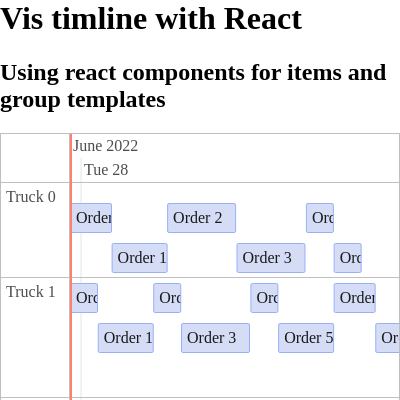 Vis timline with React
Using react components for items and
group templates
June 2022
Tue 28
Truck 0
Order
Order 2
Orc
Order 1
Order 3
Orc
Truck 1
Orc
Orc
Orc
Order
Order 1
Order 3
Order 5
Or